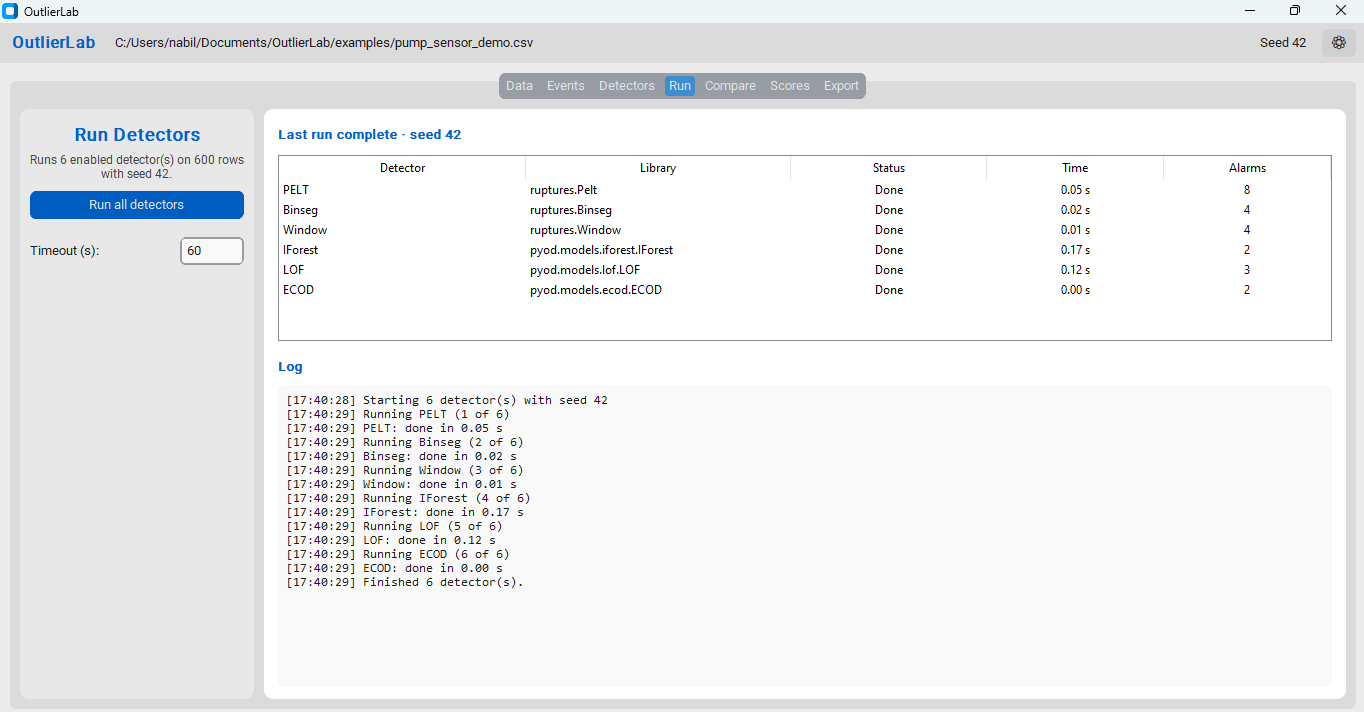 OutlierLab
OutlierLab C:/Users/nabil/Documents/OutlierLab/examples/pump_sensor_demo.csv Seed 42
Data Events Detectors Run Compare Scores Export
Run Detectors
Runs 6 enabled detector(s) on 600 rows
with seed 42.
Run all detectors
Timeout (s): 60
Last run complete · seed 42
Detector Library Status Time Alarms
PELT ruptures.Pelt Done 0.05 s 8
Binseg ruptures.Binseg Done 0.02 s 4
Window ruptures.Window Done 0.01 s 4
IForest pyod.models.iforest.IForest Done 0.17 s 2
LOF pyod.models.lof.LOF Done 0.12 s 3
ECOD pyod.models.ecod.ECOD Done 0.00 s 2
Log
[17:40:28] Starting 6 detector(s) with seed 42
[17:40:29] Running PELT (1 of 6)
[17:40:29] PELT: done in 0.05 s
[17:40:29] Running Binseg (2 of 6)
[17:40:29] Binseg: done in 0.02 s
[17:40:29] Running Window (3 of 6)
[17:40:29] Window: done in 0.01 s
[17:40:29] Running IForest (4 of 6)
[17:40:29] IForest: done in 0.17 s
[17:40:29] Running LOF (5 of 6)
[17:40:29] LOF: done in 0.12 s
[17:40:29] Running ECOD (6 of 6)
[17:40:29] ECOD: done in 0.00 s
[17:40:29] Finished 6 detector(s).